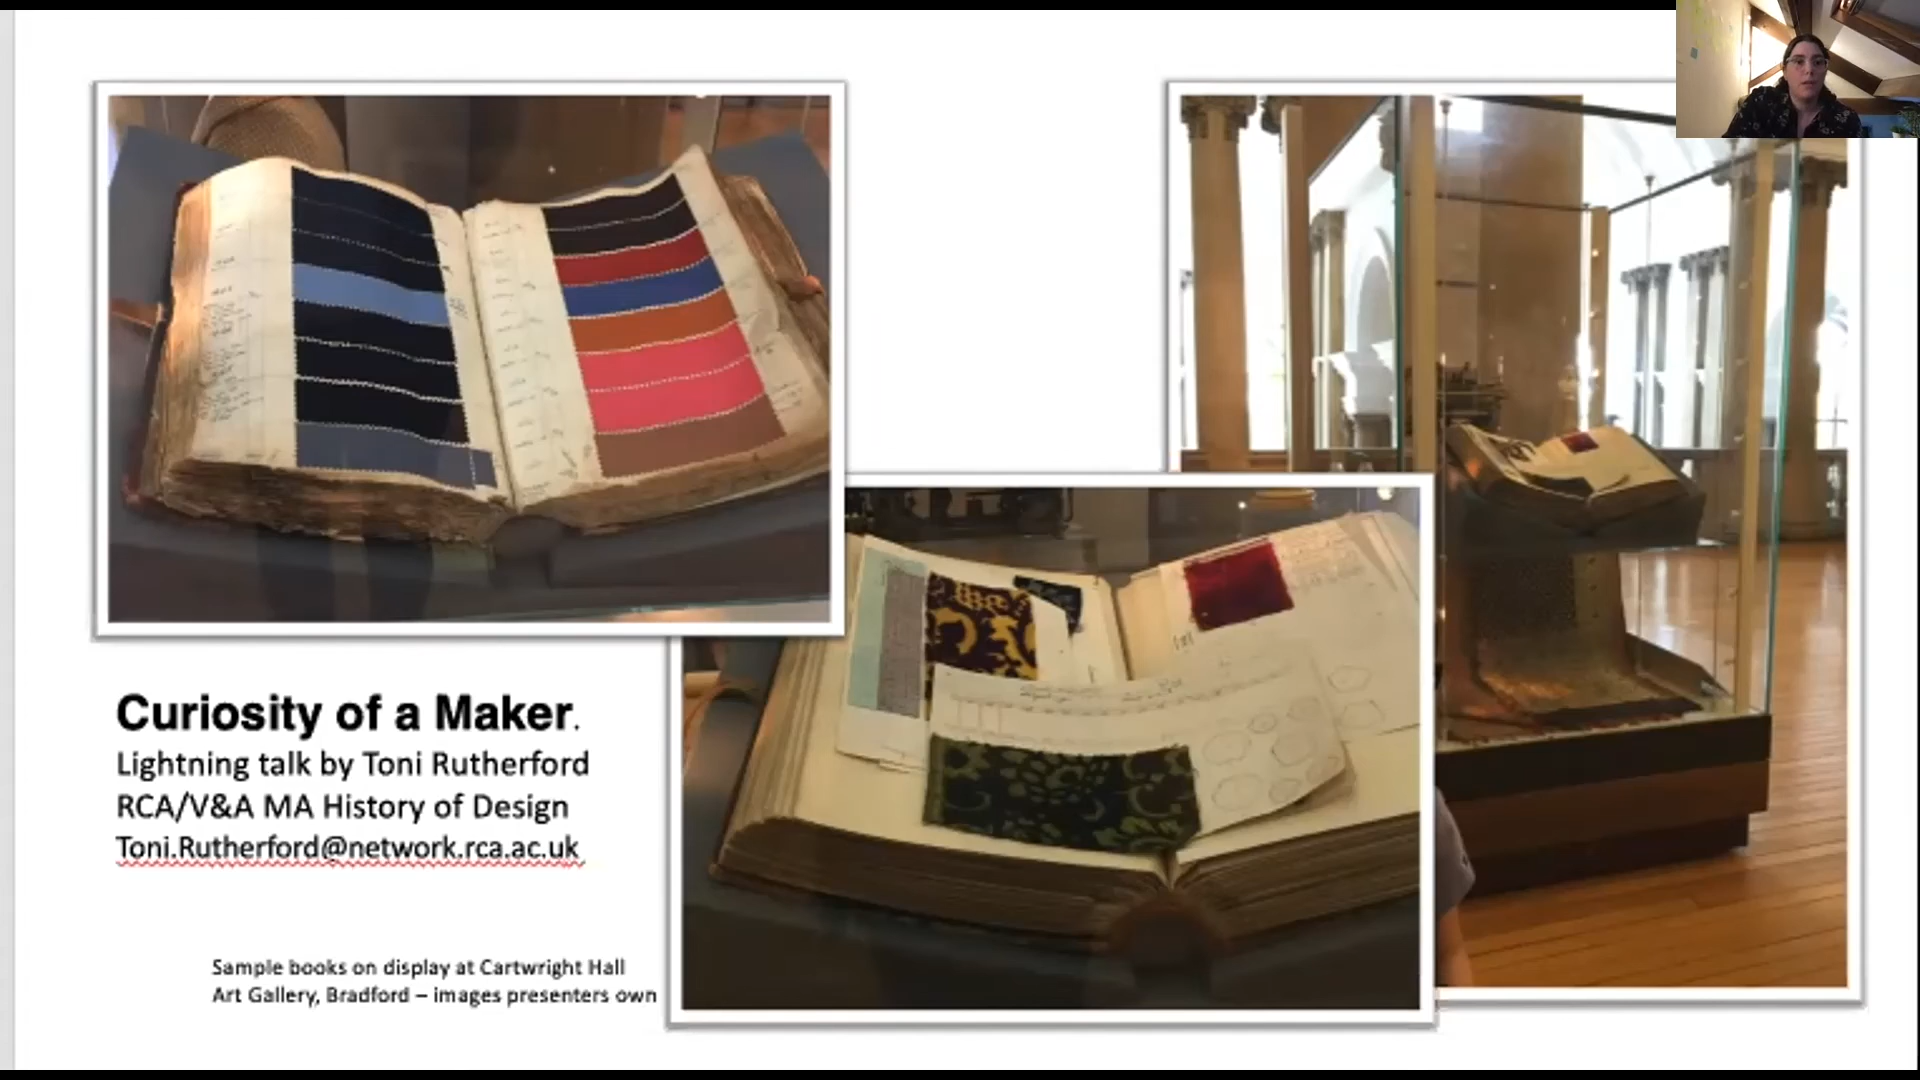 Curiosity of a Maker.
Lightning talk by Toni Rutherford
RCA/V&A MA History of Design
Toni.Rutherford@network.rca.ac.uk
Sample books on display at Cartwright Hall
Art Gallery, Bradford – images presenters own